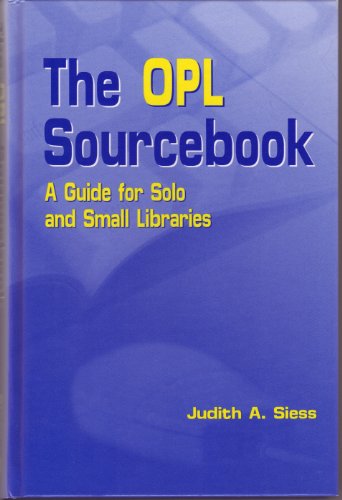 The OPL
Sourcebook
A Guide for Solo
and Small Libraries
Judith A. Siess